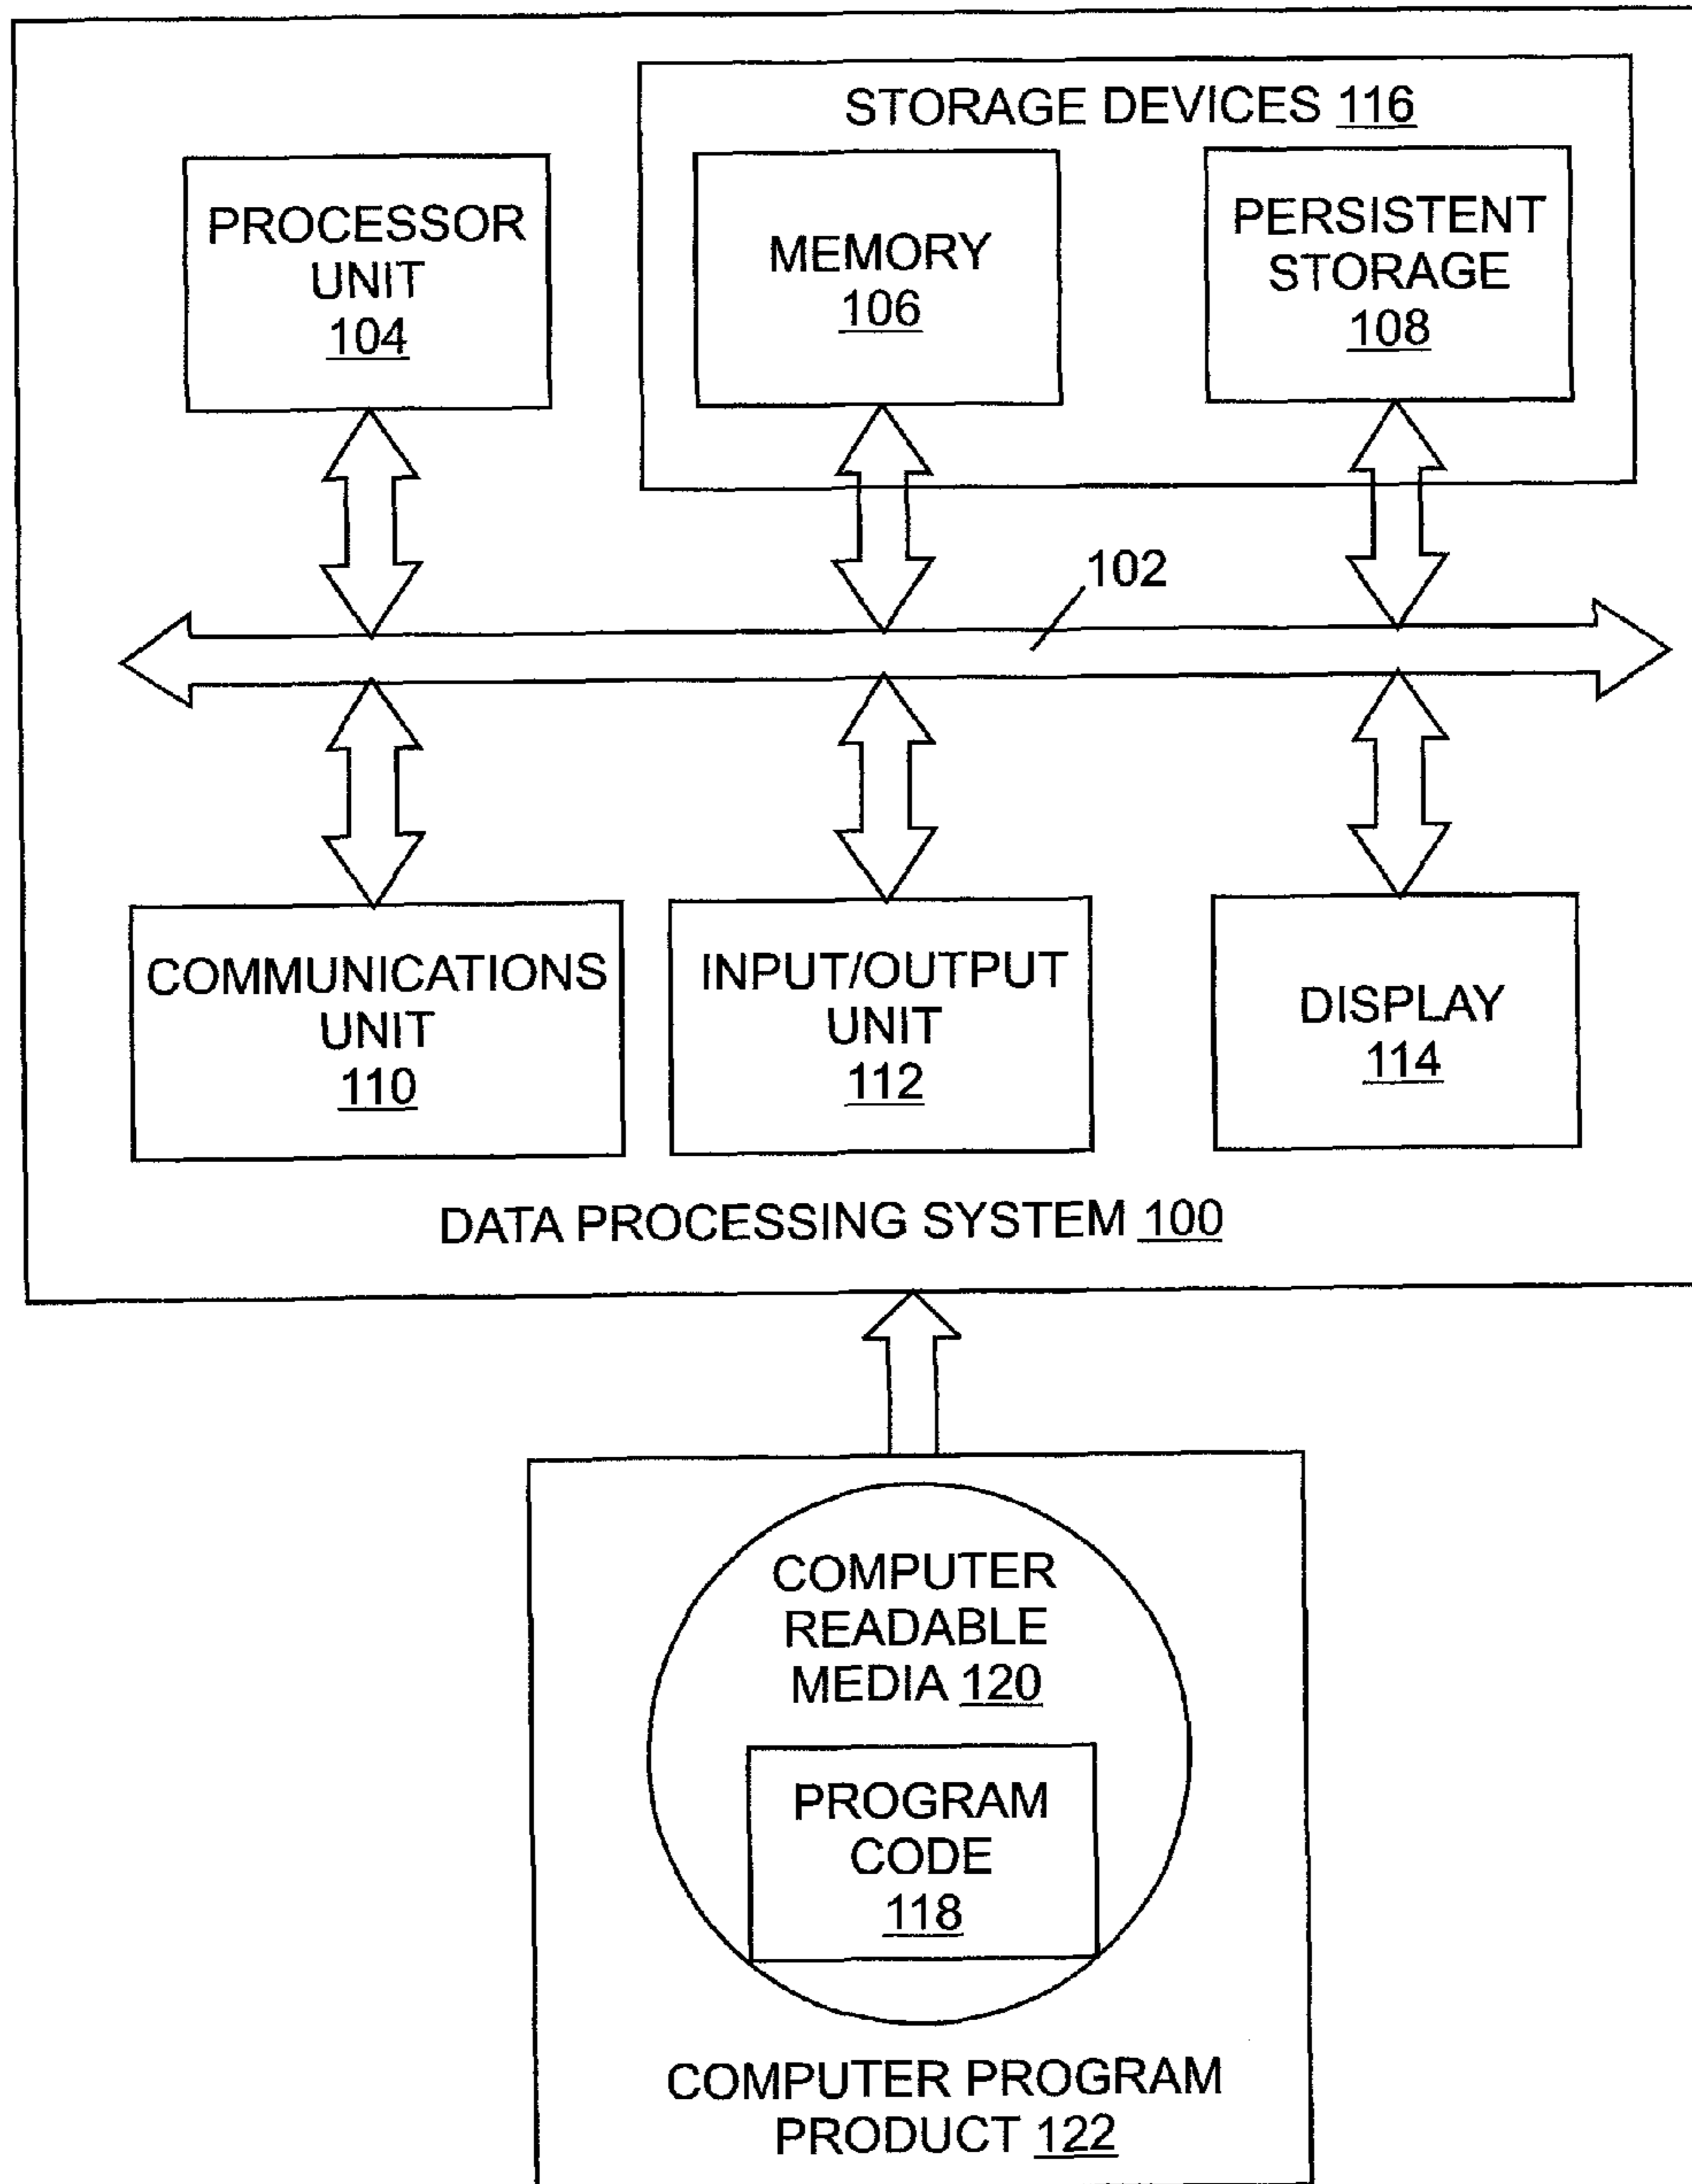 STORAGE DEVICES 116
PROCESSOR
UNIT
104
MEMORY
106
PERSISTENT
STORAGE
108
102
COMMUNICATIONS
UNIT
110
INPUT/OUTPUT
UNIT
112
DISPLAY
114
DATA PROCESSING SYSTEM 100
COMPUTER
READABLE
MEDIA 120
PROGRAM
CODE
118
COMPUTER PROGRAM
PRODUCT 122